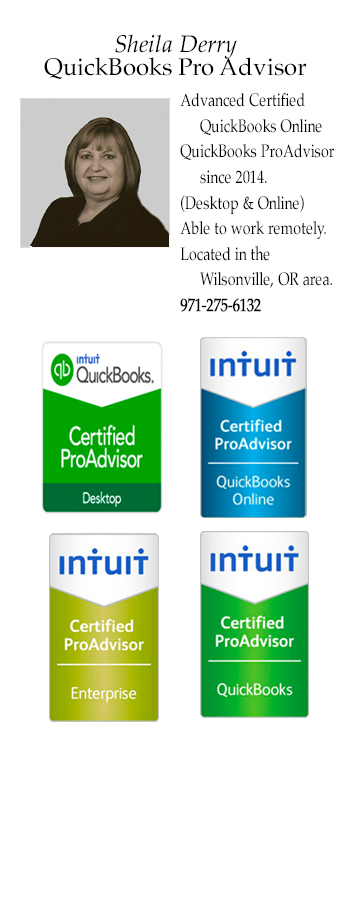 Sheila Derry
QuickBooks Pro Advisor
Advanced Certified
QuickBooks Online
QuickBooks ProAdvisor
since 2014.
(Desktop & Online)
Able to work remotely.
Located in the
Wilsonville, OR area.
971-275-6132
qb
intuit
QuickBooks.
Certified
ProAdvisor
Desktop
intuit
Certified
ProAdvisor
QuickBooks
Online
intuit
Certified
ProAdvisor
Enterprise
intuit
Certified
ProAdvisor
QuickBooks